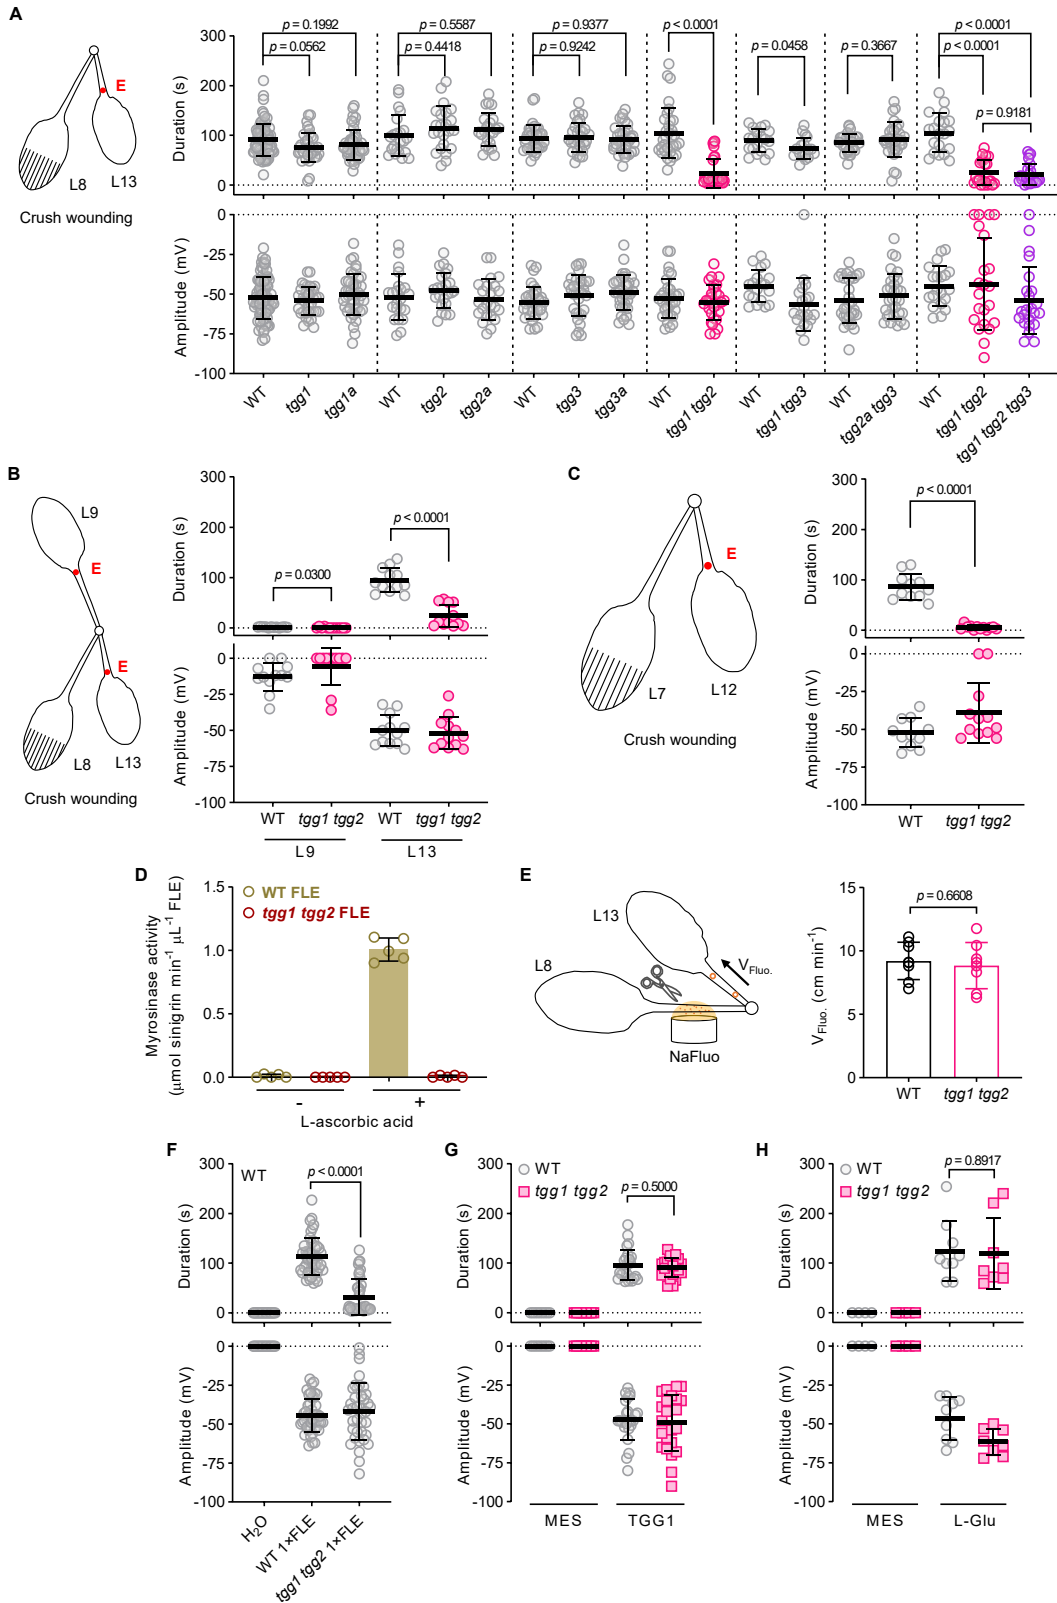 A
E
L8
L13
Crush wounding
Duration (s)
300
200
100
0
p = 0.1992
p = 0.0562
p = 0.5587
p = 0.4418
p = 0.9377
p = 0.9242
p < 0.0001
p = 0.0458
p = 0.3667
p < 0.0001
p < 0.0001
p = 0.9181
Amplitude (mV)
0
-25
-50
-75
-100
WT
tgg1
tgg1a
WT
tgg2
tgg2a
WT
tgg3
tgg3a
WT
tgg1 tgg2
WT
tgg1 tgg3
WT
tgg2a tgg3
WT
tgg1 tgg2
tgg1 tgg2 tgg3
B
L9
E
E
L8
L13
Crush wounding
Duration (s)
300
200
100
0
p = 0.0300
p < 0.0001
Amplitude (mV)
0
-25
-50
-75
-100
WT
tgg1 tgg2
WT
tgg1 tgg2
L9
L13
C
E
L7
L12
Crush wounding
Duration (s)
300
200
100
0
p < 0.0001
Amplitude (mV)
0
-25
-50
-75
-100
WT
tgg1 tgg2
D
Myrosinase activity
(μmol sinigrin min-1 μL-1 FLE)
1.5
1.0
0.5
0.0
WT FLE
tgg1 tgg2 FLE
-
+
L-ascorbic acid
E
L13
L8
VFluo.
NaFluo
VFluo. (cm min-1)
15
10
5
0
p = 0.6608
WT
tgg1 tgg2
F
WT
Duration (s)
300
200
100
0
p < 0.0001
Amplitude (mV)
0
-25
-50
-75
-100
H2O
WT 1×FLE
tgg1 tgg2 1×FLE
G
WT
tgg1 tgg2
Duration (s)
300
200
100
0
p = 0.5000
Amplitude (mV)
0
-25
-50
-75
-100
MES
TGG1
H
WT
tgg1 tgg2
Duration (s)
300
200
100
0
p = 0.8917
Amplitude (mV)
0
-25
-50
-75
-100
MES
L-Glu